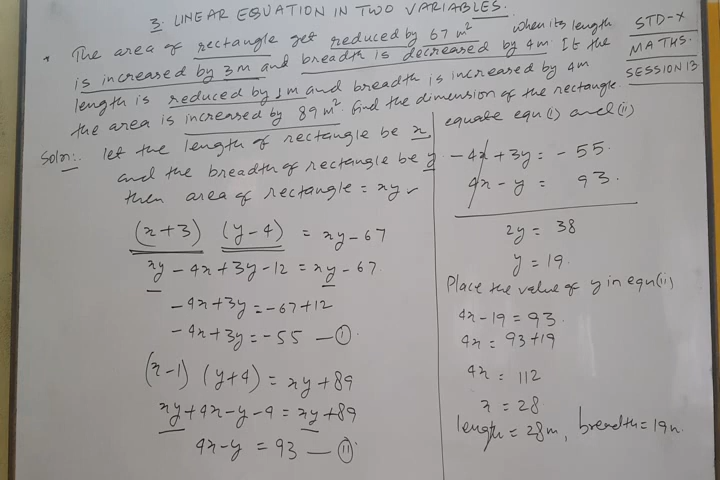 3. LINEAR EQUATION IN TWO VARIABLES.
* The area of rectangle get reduced by 67 m² when its length
is increased by 3m and breadth is decreased by 4m. If the
length is reduced by 1m and breadth is increased by 4m
the area is increased by 89 m². find the dimension of the rectangle.
STD-X
MATHS.
SESSION 13
Soln:. let the length of rectangle be x,
and the breadth of rectangle be y
then area of rectangle = xy
(x+3) (y-4) = xy-67
xy-4x+3y-12 = xy-67
-4x+3y=-67+12
-4x+3y=-55 — (i).
(x-1) (y+4) = xy+89
xy+4x-y-4 = xy+89
4x-y = 93 — (ii)
equate eqn(i) and (ii)
-4x+3y = -55.
4x-y = 93.
2y = 38
y = 19.
Place the value of y in eqn(ii)
4x-19 = 93.
4x = 93+19
4x = 112
x = 28
length = 28m, breadth = 19m